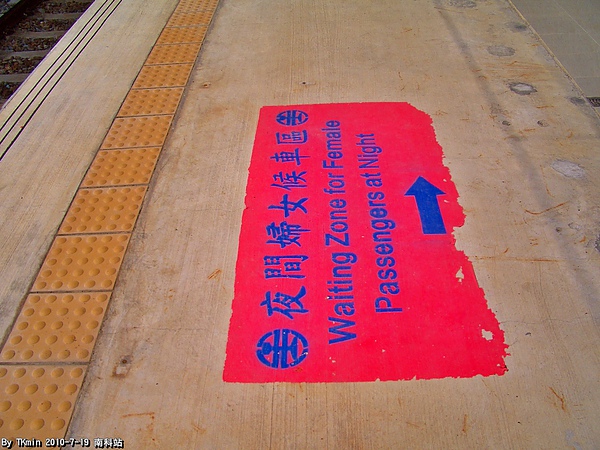 夜間婦女候車區
Waiting Zone for Female
Passengers at Night
By TKmin 2010-7-19 南科站